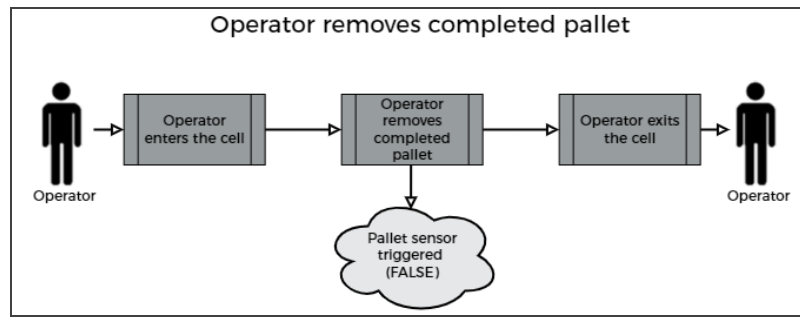 Operator removes completed pallet
Operator
enters the cell
Operator
removes
completed
pallet
Operator exits
the cell
Operator
Operator
Pallet sensor
triggered
(FALSE)